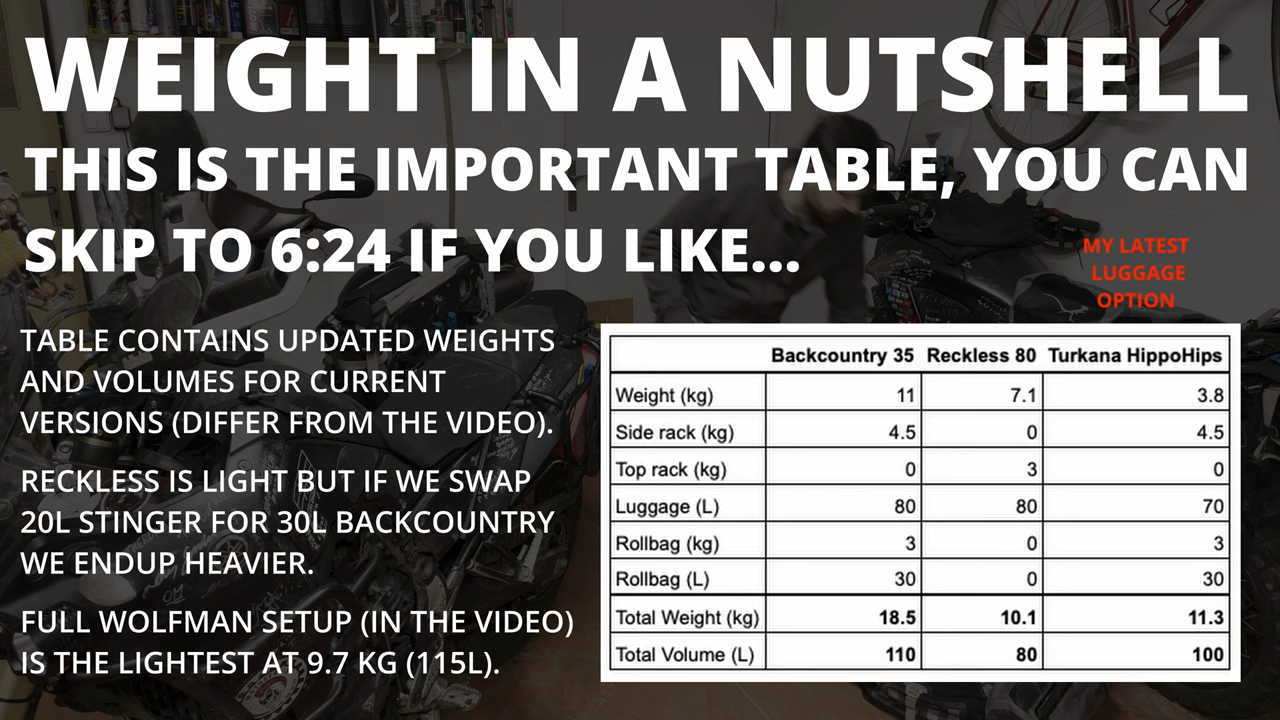 WEIGHT IN A NUTSHELL
THIS IS THE IMPORTANT TABLE, YOU CAN
SKIP TO 6:24 IF YOU LIKE...
MY LATEST
LUGGAGE
OPTION
TABLE CONTAINS UPDATED WEIGHTS
AND VOLUMES FOR CURRENT
VERSIONS (DIFFER FROM THE VIDEO).
RECKLESS IS LIGHT BUT IF WE SWAP
20L STINGER FOR 30L BACKCOUNTRY
WE ENDUP HEAVIER.
FULL WOLFMAN SETUP (IN THE VIDEO)
IS THE LIGHTEST AT 9.7 KG (115L).
Backcountry 35 Reckless 80 Turkana HippoHips
Weight (kg) 11 7.1 3.8
Side rack (kg) 4.5 0 4.5
Top rack (kg) 0 3 0
Luggage (L) 80 80 70
Rollbag (kg) 3 0 3
Rollbag (L) 30 0 30
Total Weight (kg) 18.5 10.1 11.3
Total Volume (L) 110 80 100